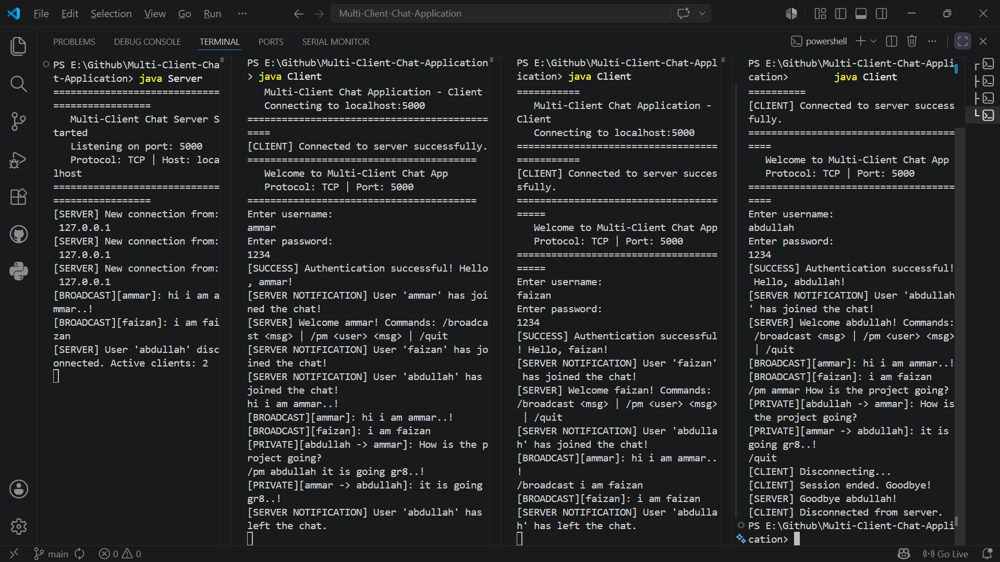 File Edit Selection View Go Run ··· Multi-Client-Chat-Application
PROBLEMS DEBUG CONSOLE TERMINAL PORTS SERIAL MONITOR powershell
PS E:\Github\Multi-Client-Cha
t-Application> java Server
=============================
=================
   Multi-Client Chat Server S
tarted
   Listening on port: 5000
   Protocol: TCP | Host: loca
lhost
=============================
=================
[SERVER] New connection from:
 127.0.0.1
[SERVER] New connection from:
 127.0.0.1
[SERVER] New connection from:
 127.0.0.1
[BROADCAST][ammar]: hi i am a
mmar..!
[BROADCAST][faizan]: i am fai
zan
[SERVER] User 'abdullah' disc
onnected. Active clients: 2
PS E:\Github\Multi-Client-Chat-Application
> java Client
   Multi-Client Chat Application - Client
   Connecting to localhost:5000
==========================================
====
[CLIENT] Connected to server successfully.
========================================
   Welcome to Multi-Client Chat App
   Protocol: TCP | Port: 5000
========================================
Enter username:
ammar
Enter password:
1234
[SUCCESS] Authentication successful! Hello
, ammar!
[SERVER NOTIFICATION] User 'ammar' has joi
ned the chat!
[SERVER] Welcome ammar! Commands: /broadca
st <msg> | /pm <user> <msg> | /quit
[SERVER NOTIFICATION] User 'faizan' has jo
ined the chat!
[SERVER NOTIFICATION] User 'abdullah' has
joined the chat!
hi i am ammar..!
[BROADCAST][ammar]: hi i am ammar..!
[BROADCAST][faizan]: i am faizan
[PRIVATE][abdullah -> ammar]: How is the p
roject going?
/pm abdullah it is going gr8..!
[PRIVATE][ammar -> abdullah]: it is going
gr8..!
[SERVER NOTIFICATION] User 'abdullah' has
left the chat.
PS E:\Github\Multi-Client-Chat-Appl
ication> java Client
===========
   Multi-Client Chat Application -
Client
   Connecting to localhost:5000
===================================
===========
[CLIENT] Connected to server succes
sfully.
===================================
=====
   Welcome to Multi-Client Chat App
   Protocol: TCP | Port: 5000
===================================
=====
Enter username:
faizan
Enter password:
1234
[SUCCESS] Authentication successful
! Hello, faizan!
[SERVER NOTIFICATION] User 'faizan'
 has joined the chat!
[SERVER] Welcome faizan! Commands:
/broadcast <msg> | /pm <user> <msg>
 | /quit
[SERVER NOTIFICATION] User 'abdulla
h' has joined the chat!
[BROADCAST][ammar]: hi i am ammar..
!
/broadcast i am faizan
[BROADCAST][faizan]: i am faizan
[SERVER NOTIFICATION] User 'abdulla
h' has left the chat.
PS E:\Github\Multi-Client-Chat-Appli
cation>        java Client
==========
[CLIENT] Connected to server success
fully.
====================================
====
   Welcome to Multi-Client Chat App
   Protocol: TCP | Port: 5000
====================================
====
Enter username:
abdullah
Enter password:
1234
[SUCCESS] Authentication successful!
 Hello, abdullah!
[SERVER NOTIFICATION] User 'abdullah
' has joined the chat!
[SERVER] Welcome abdullah! Commands:
 /broadcast <msg> | /pm <user> <msg>
 | /quit
[BROADCAST][ammar]: hi i am ammar..!
[BROADCAST][faizan]: i am faizan
/pm ammar How is the project going?
[PRIVATE][abdullah -> ammar]: How is
 the project going?
[PRIVATE][ammar -> abdullah]: it is
going gr8..!
/quit
[CLIENT] Disconnecting...
[CLIENT] Session ended. Goodbye!
[SERVER] Goodbye abdullah!
[CLIENT] Disconnected from server.
PS E:\Github\Multi-Client-Chat-Appli
cation>
main 0 0 Go Live